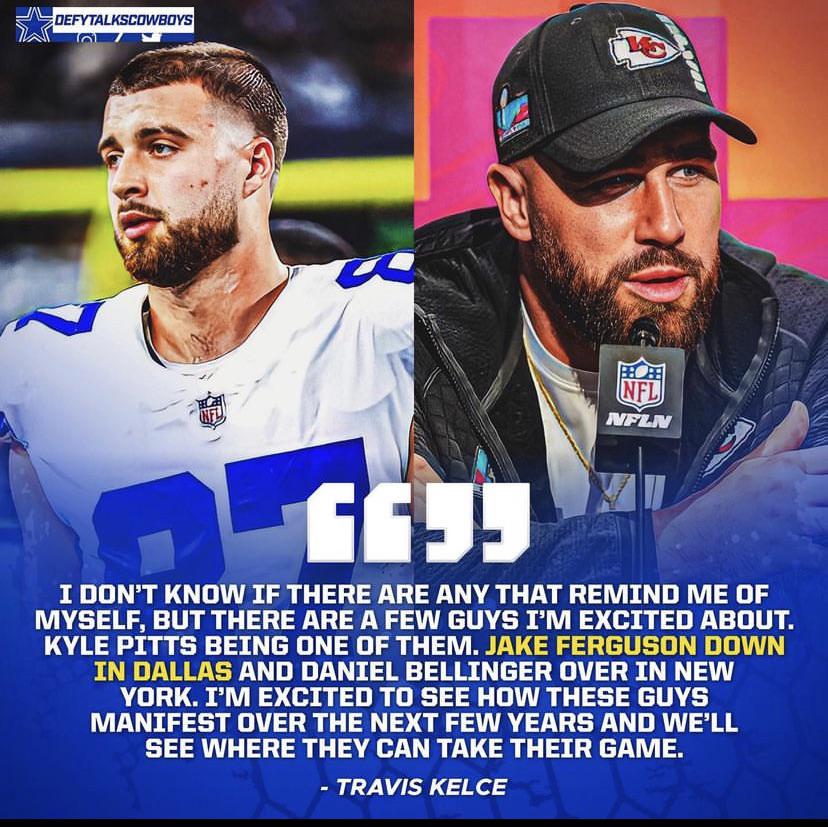 DEFYTALKSCOWBOYS
KC
NFL
87
NFL
NFLN
“”
I DON’T KNOW IF THERE ARE ANY THAT REMIND ME OF
MYSELF, BUT THERE ARE A FEW GUYS I’M EXCITED ABOUT.
KYLE PITTS BEING ONE OF THEM. JAKE FERGUSON DOWN
IN DALLAS AND DANIEL BELLINGER OVER IN NEW
YORK. I’M EXCITED TO SEE HOW THESE GUYS
MANIFEST OVER THE NEXT FEW YEARS AND WE’LL
SEE WHERE THEY CAN TAKE THEIR GAME.
- TRAVIS KELCE